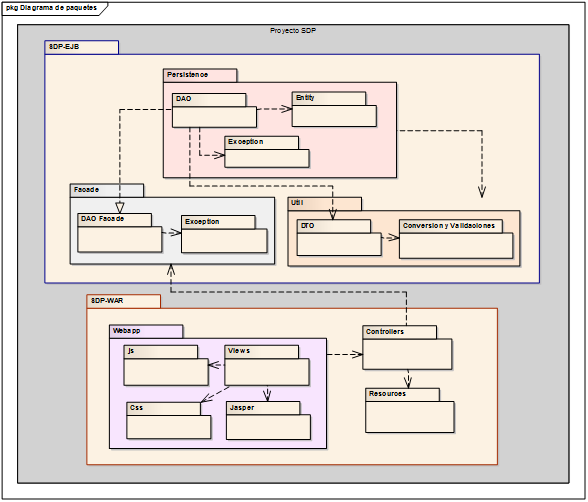 pkg Diagrama de paquetes
Proyecto SDP
SDP-EJB
Persistence
DAO
Entity
Exception
Facade
DAO Facade
Exception
Util
DTO
Conversion y Validaciones
SDP-WAR
Webapp
js
Views
Css
Jasper
Controllers
Resources